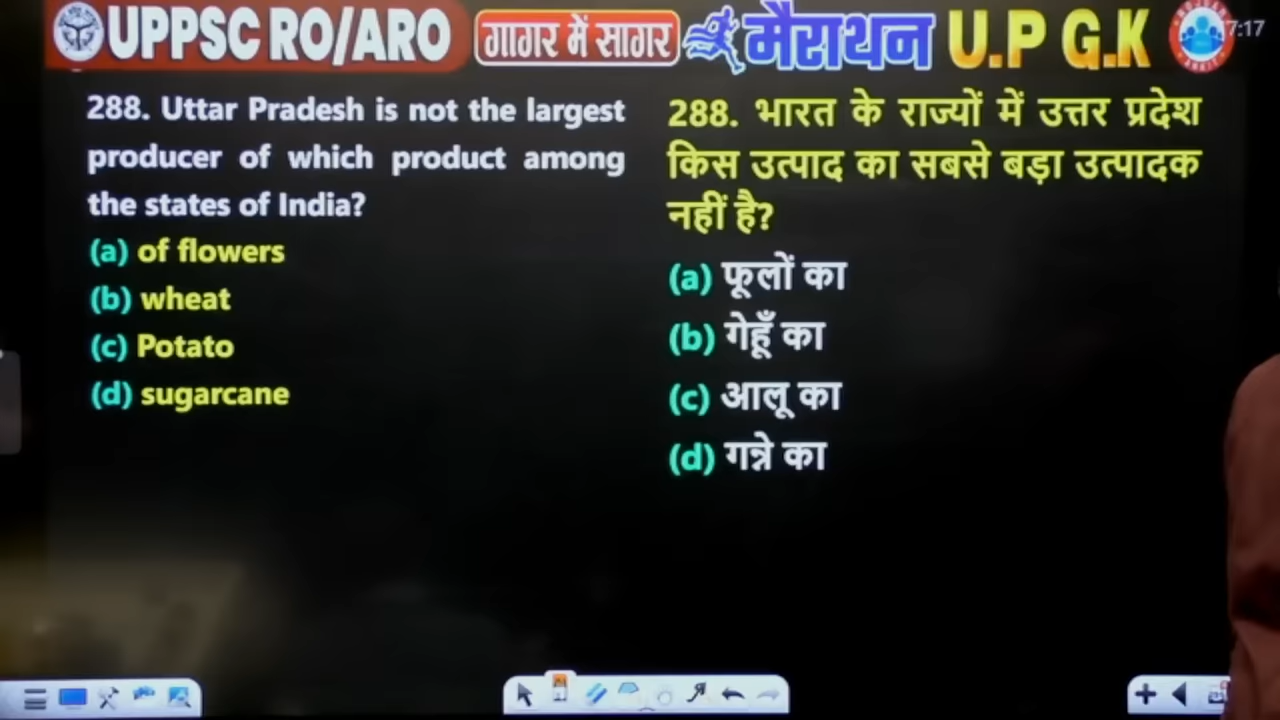 UPPSC RO/ARO गागर में सागर मैराथन U.P G.K
7:17
288. Uttar Pradesh is not the largest
producer of which product among
the states of India?
(a) of flowers
(b) wheat
(c) Potato
(d) sugarcane
288. भारत के राज्यों में उत्तर प्रदेश
किस उत्पाद का सबसे बड़ा उत्पादक
नहीं है?
(a) फूलों का
(b) गेहूँ का
(c) आलू का
(d) गन्ने का